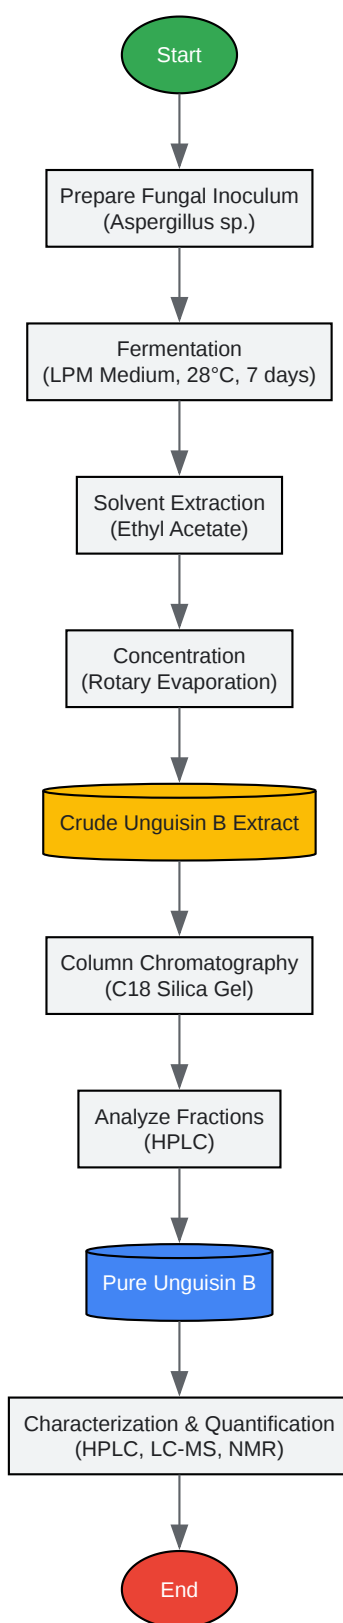 Start
Prepare Fungal Inoculum
(Aspergillus sp.)
Fermentation
(LPM Medium, 28°C, 7 days)
Solvent Extraction
(Ethyl Acetate)
Concentration
(Rotary Evaporation)
Crude Unguisin B Extract
Column Chromatography
(C18 Silica Gel)
Analyze Fractions
(HPLC)
Pure Unguisin B
Characterization & Quantification
(HPLC, LC-MS, NMR)
End